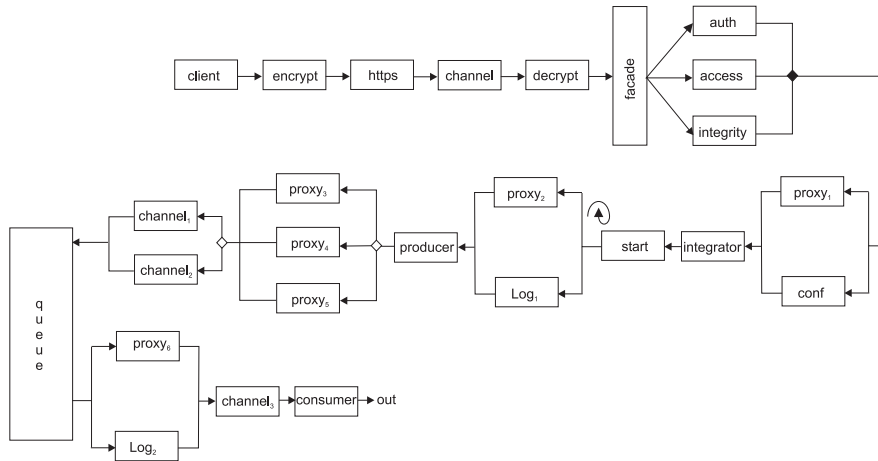 client
encrypt
https
channel
decrypt
facade
auth
access
integrity
proxy₁
conf
integrator
start
proxy₂
Log₁
producer
proxy₃
proxy₄
proxy₅
channel₁
channel₂
queue
proxy₆
Log₂
channel₃
consumer
out